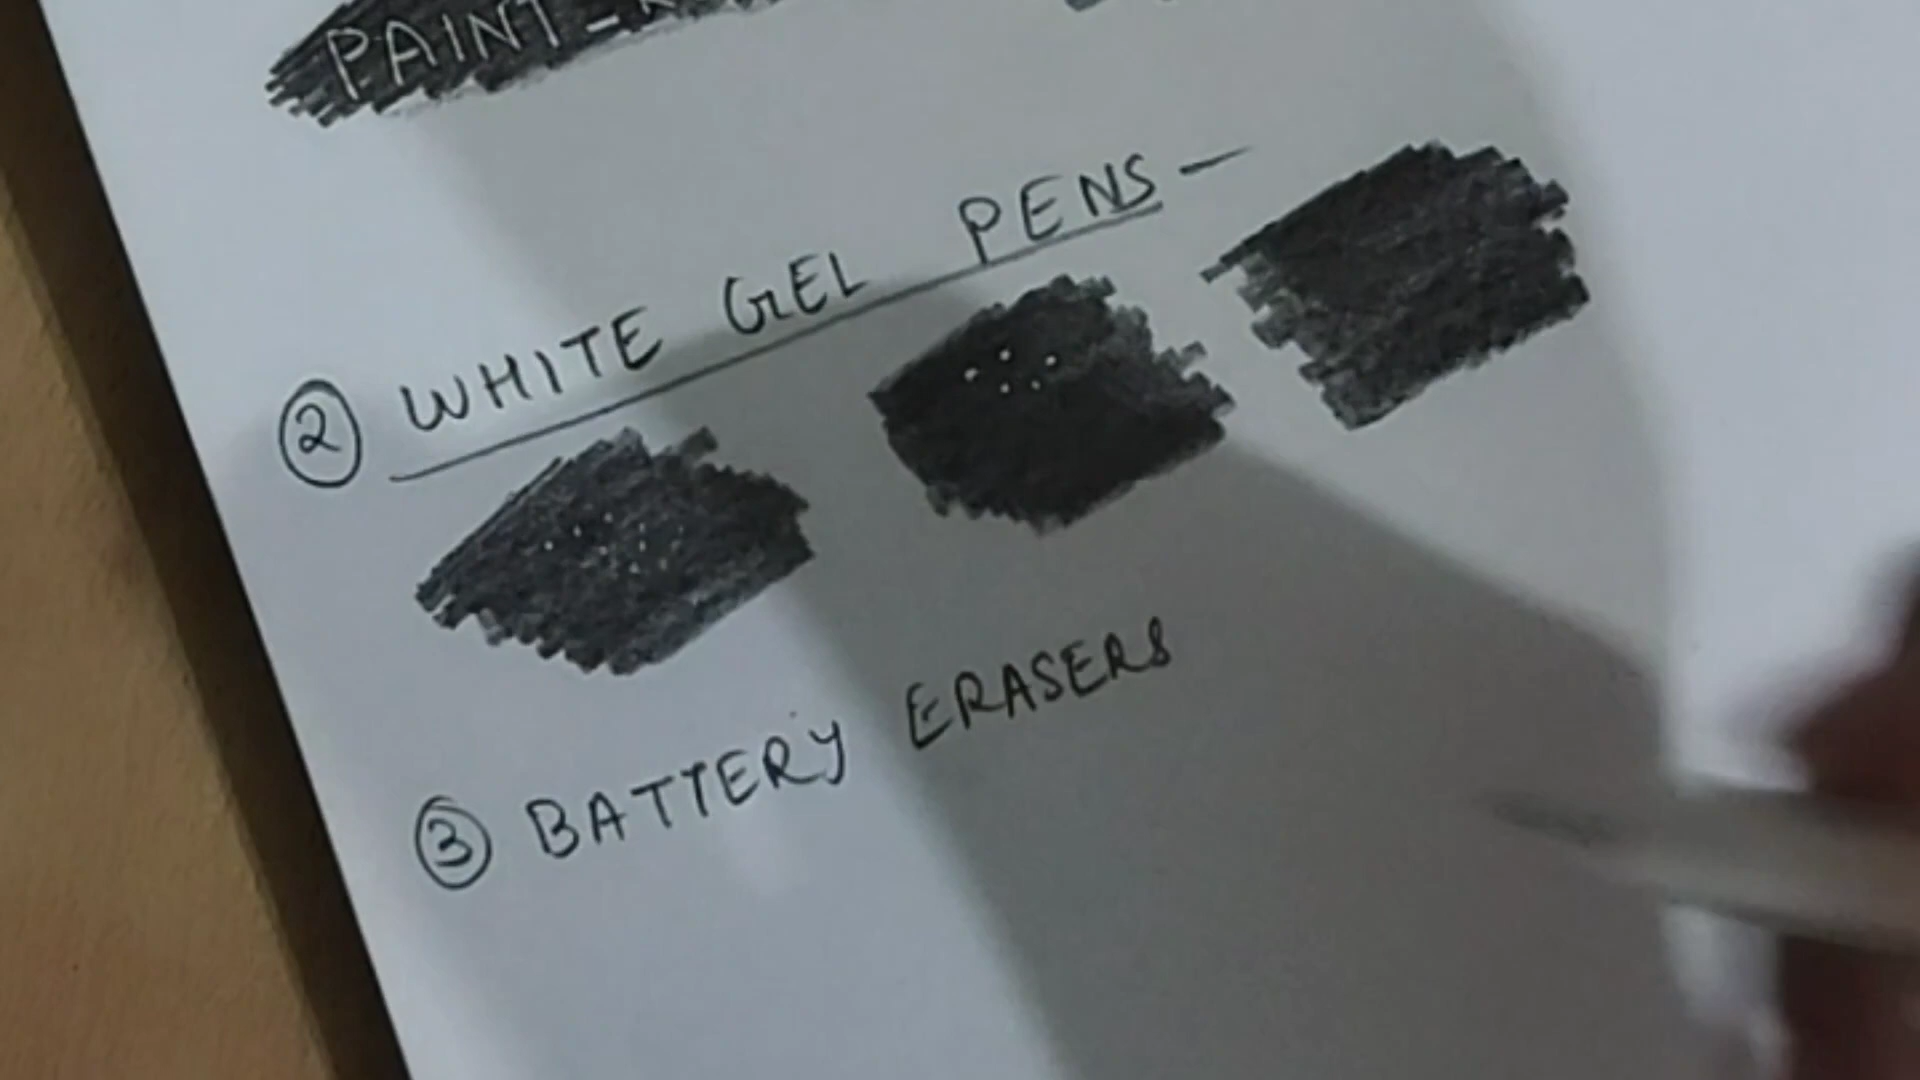 PAINT -
② WHITE GEL PENS —
③ BATTERY ERASERS